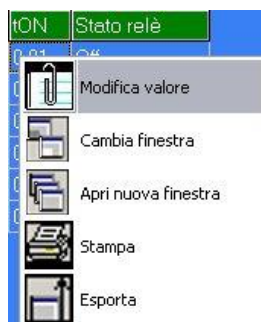 tON Stato relè
Modifica valore
Cambia finestra
Apri nuova finestra
Stampa
Esporta